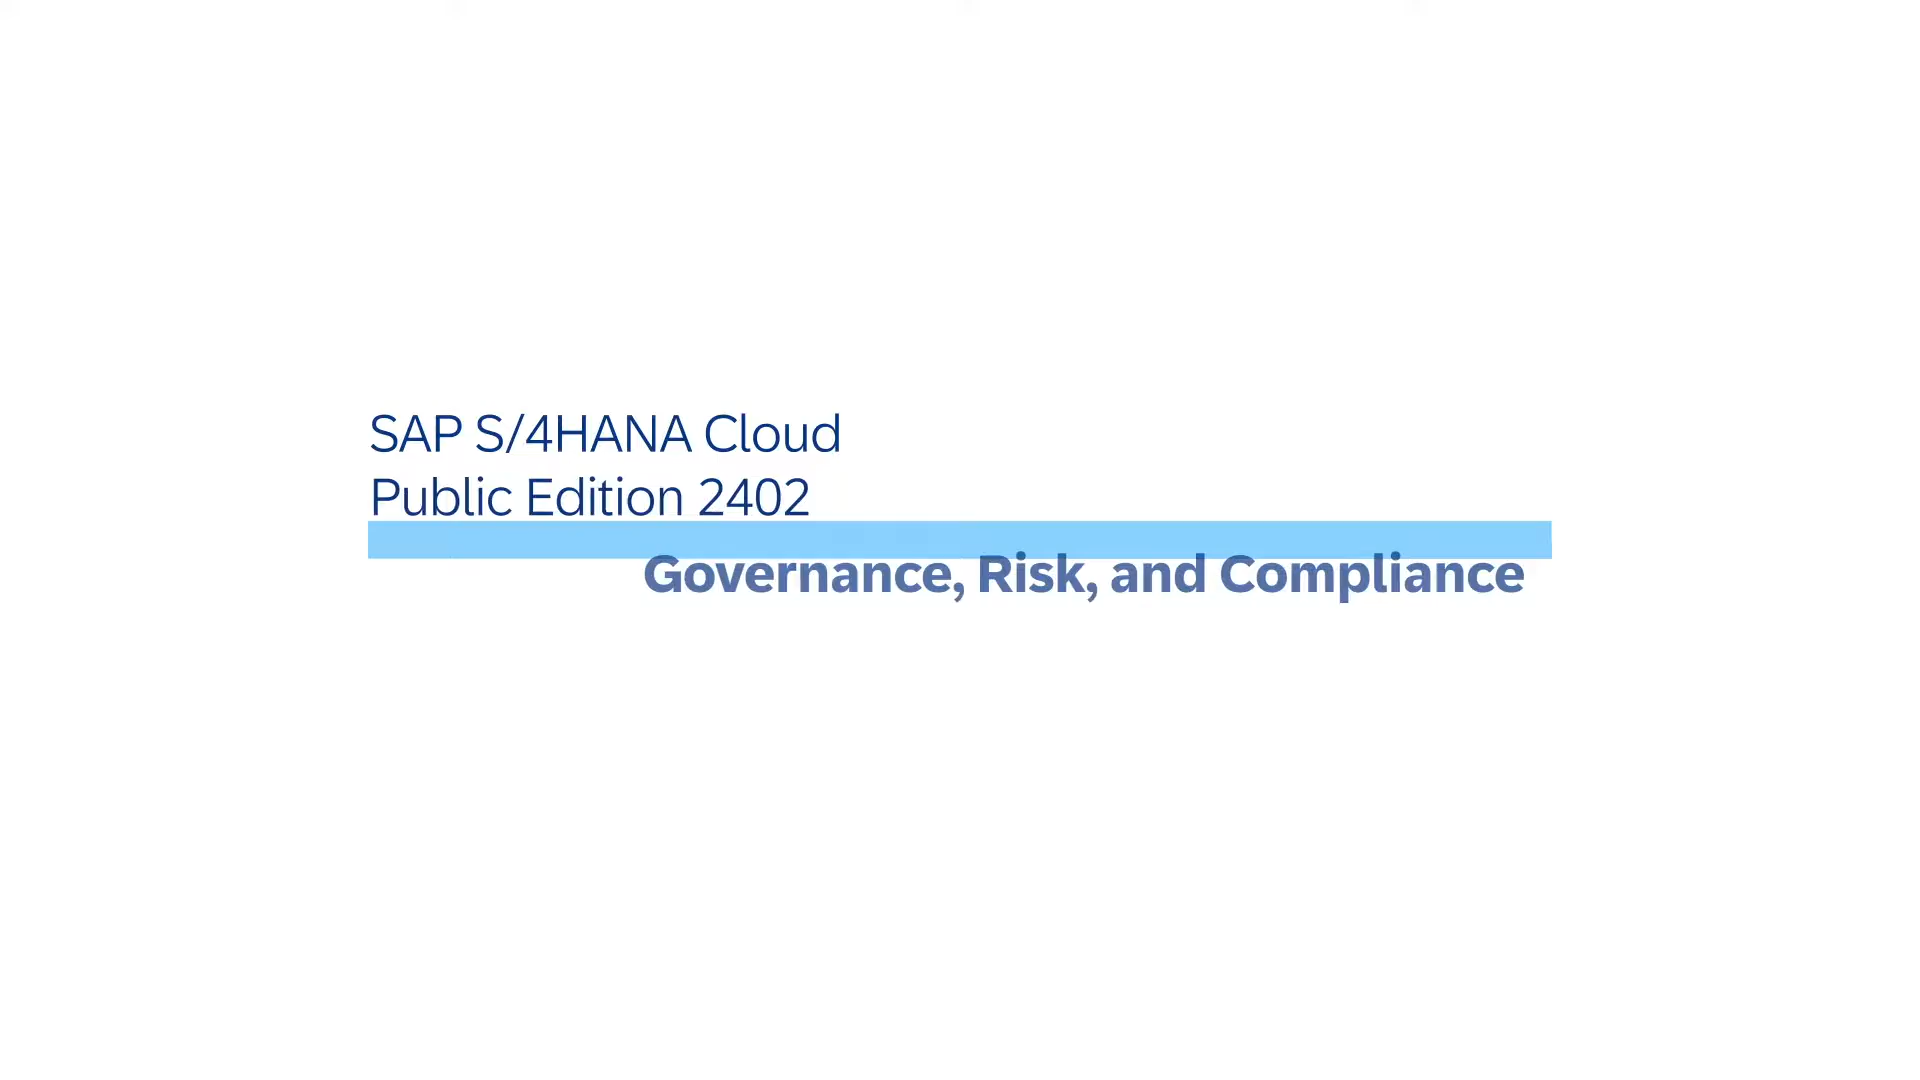 SAP S/4HANA Cloud
Public Edition 2402
Governance, Risk, and Compliance